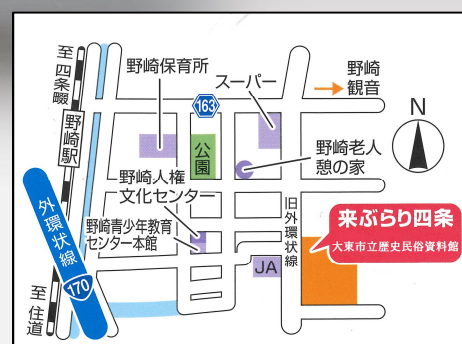 至
四条畷
野崎駅
至
住道
外環状線
170
野崎保育所
163
スーパー
野崎
観音
N
公園
野崎老人
憩の家
野崎人権
文化センター
野崎青少年教育
センター本館
旧外環状線
JA
来ぶらり四条
大東市立歴史民俗資料館